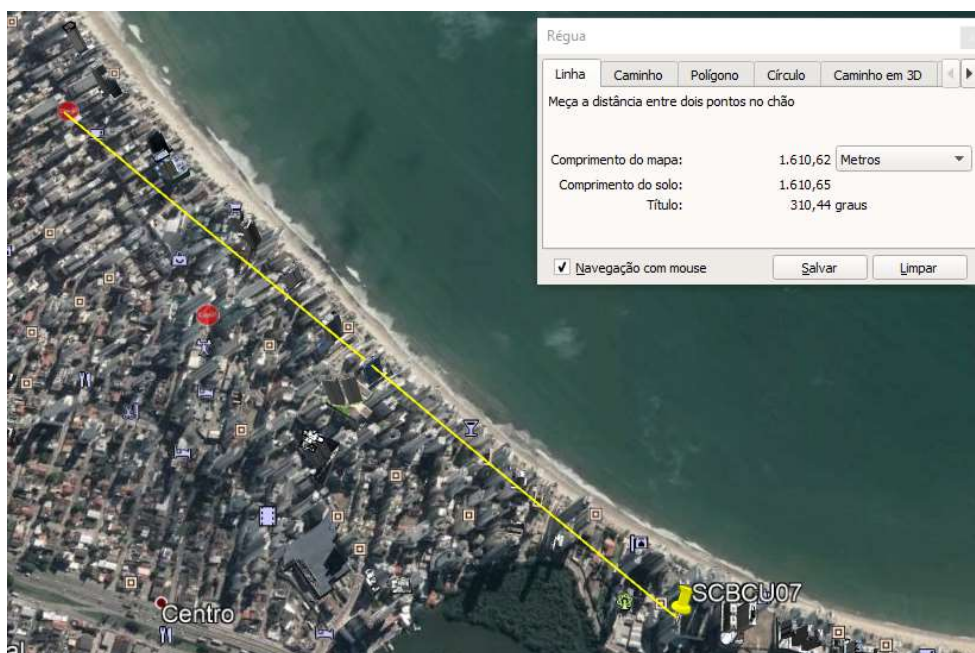 Régua
Linha Caminho Polígono Círculo Caminho em 3D
Meça a distância entre dois pontos no chão
Comprimento do mapa: 1.610,62 Metros
Comprimento do solo: 1.610,65
Título: 310,44 graus
Navegação com mouse Salvar Limpar
SCBCU07
Centro
al